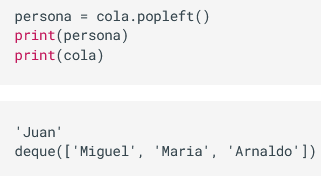 persona = cola.popleft()
print(persona)
print(cola)
'Juan'
deque(['Miguel', 'Maria', 'Arnaldo'])